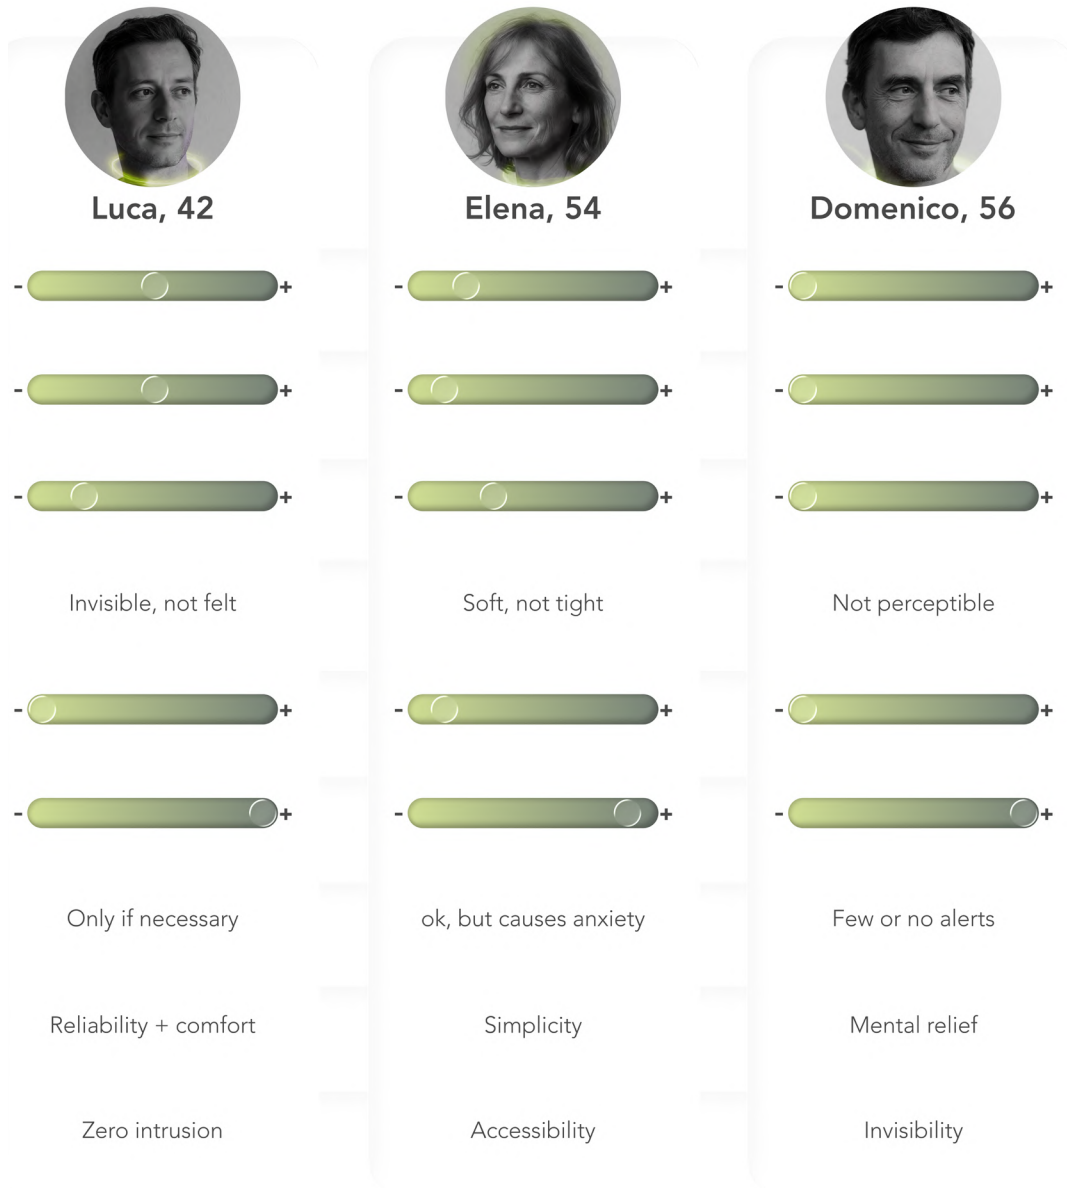 Luca, 42
Elena, 54
Domenico, 56
- +
- +
- +
- +
- +
- +
- +
- +
- +
Invisible, not felt
Soft, not tight
Not perceptible
- +
- +
- +
- +
- +
- +
Only if necessary
ok, but causes anxiety
Few or no alerts
Reliability + comfort
Simplicity
Mental relief
Zero intrusion
Accessibility
Invisibility